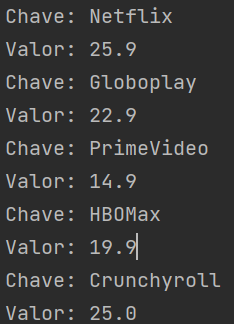 Chave: Netflix
Valor: 25.9
Chave: Globoplay
Valor: 22.9
Chave: PrimeVideo
Valor: 14.9
Chave: HBOMax
Valor: 19.9
Chave: Crunchyroll
Valor: 25.0